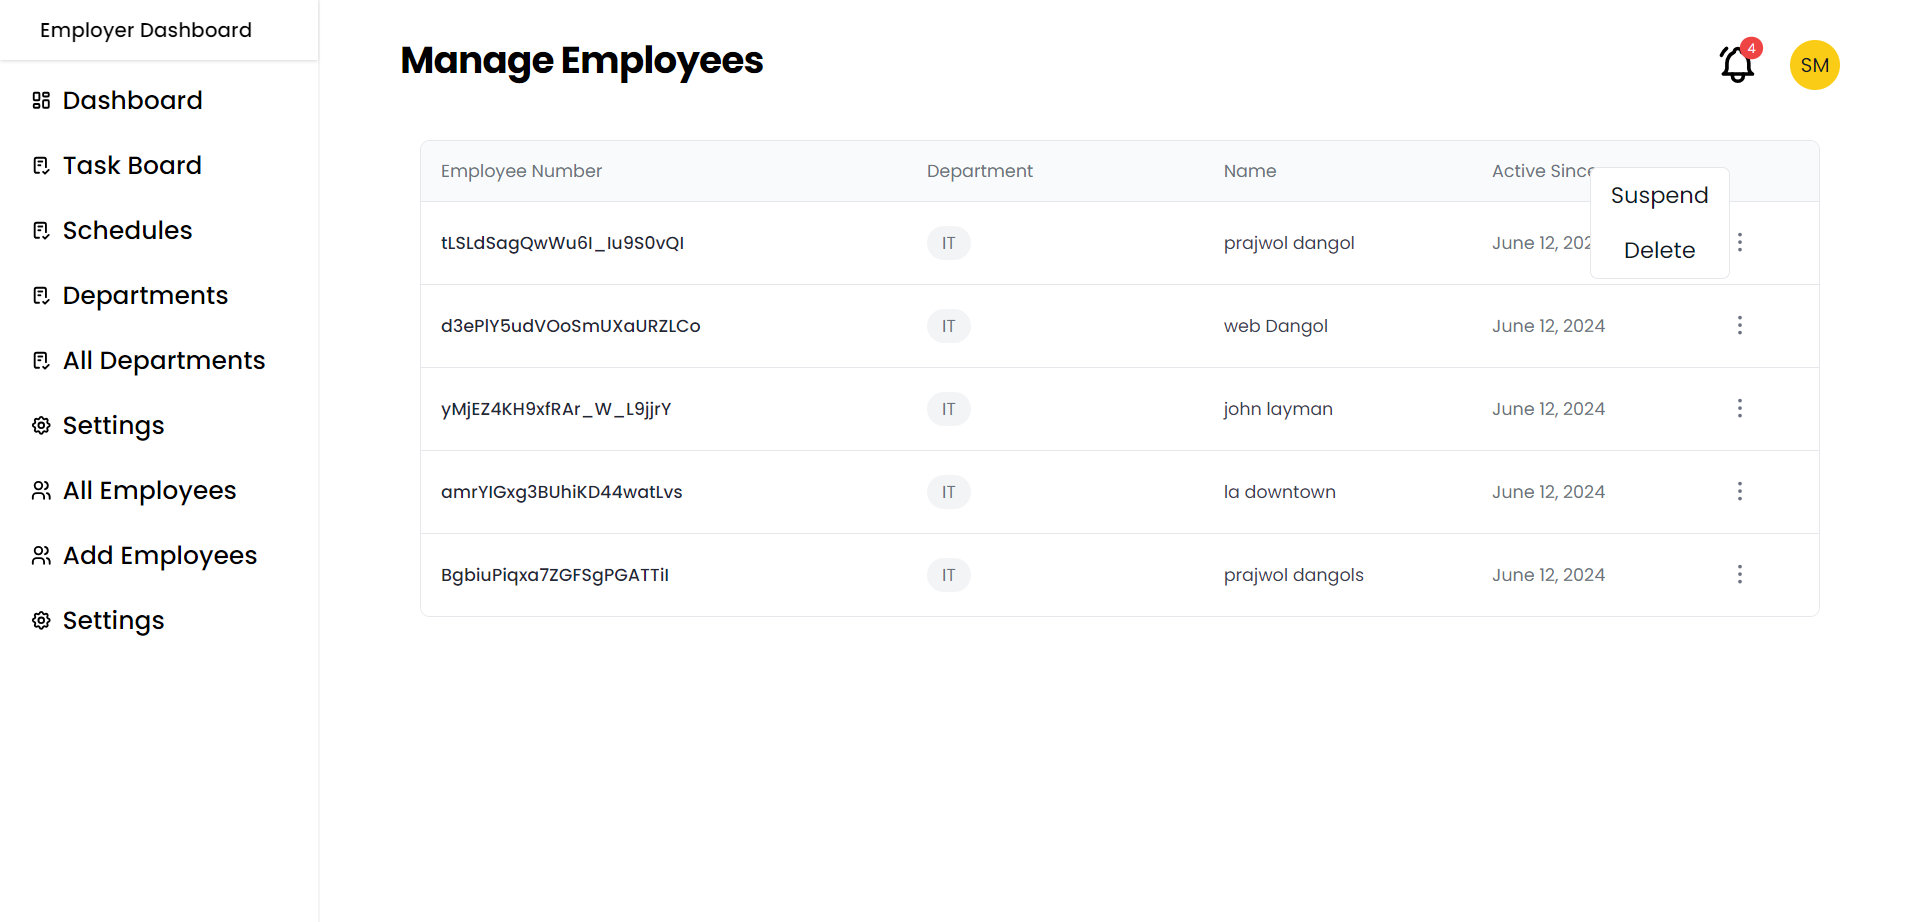 Employer Dashboard
Dashboard
Task Board
Schedules
Departments
All Departments
Settings
All Employees
Add Employees
Settings
Manage Employees
4
SM
Employee Number Department Name Active Since
tLSLdSagQwWu6I_Iu9S0vQI IT prajwol dangol June 12, 202
Suspend
Delete
d3ePlY5udVOoSmUXaURZLCo IT web Dangol June 12, 2024
yMjEZ4KH9xfRAr_W_L9jjrY IT john layman June 12, 2024
amrYIGxg3BUhiKD44watLvs IT la downtown June 12, 2024
BgbiuPiqxa7ZGFSgPGATTiI IT prajwol dangols June 12, 2024